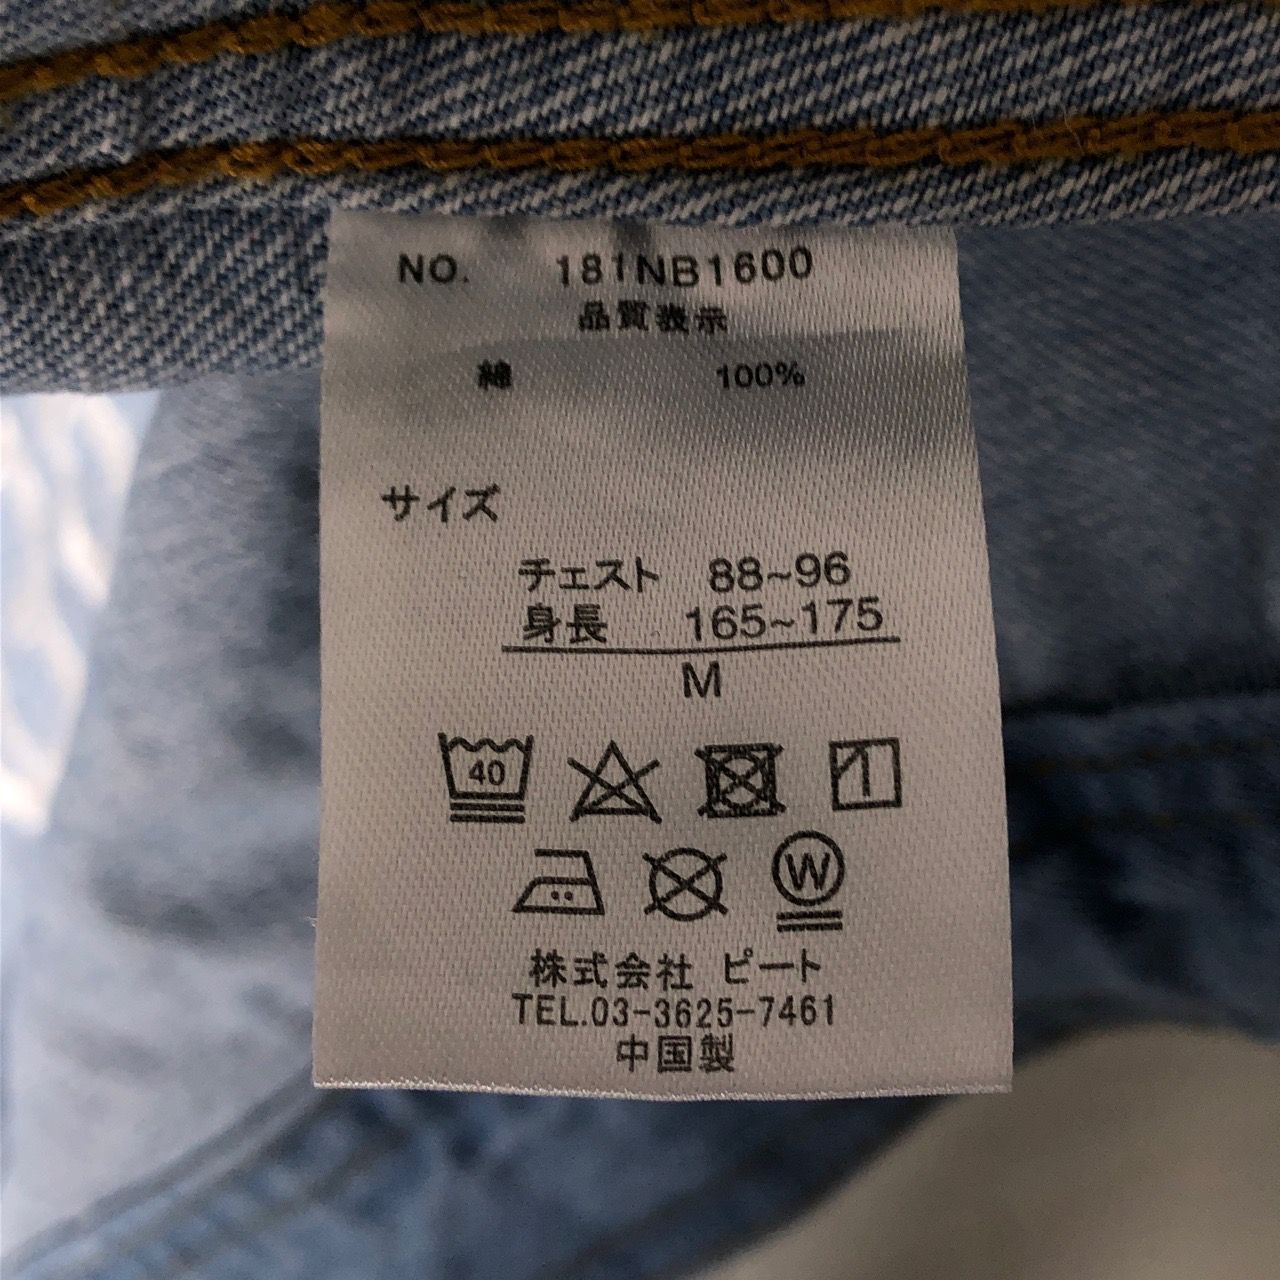 NO. 181NB1600
品質表示
綿 100%
サイズ
チェスト 88~96
身長 165~175
M
40
W
株式会社 ピート
TEL.03-3625-7461
中国製